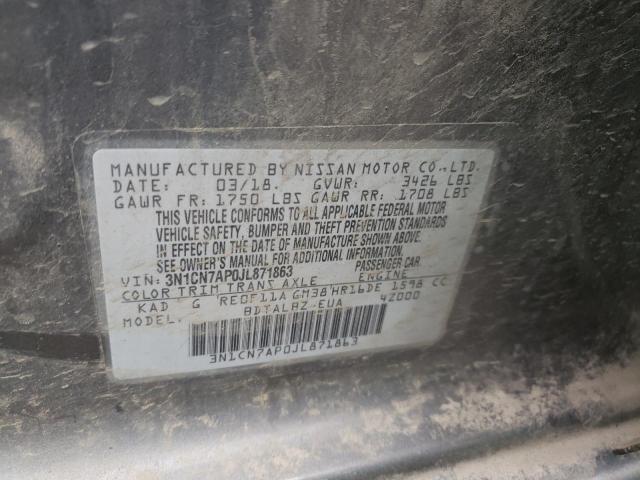 MANUFACTURED BY NISSAN MOTOR CO.,LTD.
DATE: 03/18. GVWR: 3426 LBS
GAWR FR: 1750 LBS GAWR RR: 1708 LBS
THIS VEHICLE CONFORMS TO ALL APPLICABLE FEDERAL MOTOR
VEHICLE SAFETY, BUMPER AND THEFT PREVENTION STANDARDS
IN EFFECT ON THE DATE OF MANUFACTURE SHOWN ABOVE.
SEE OWNER'S MANUAL FOR ADDITIONAL INFORMATION.
VIN: 3N1CN7AP0JL871863 PASSENGER CAR
COLOR TRIM TRANS AXLE ENGINE
KAD G RE0F11A GM38 HR16DE 1598 CC
MODEL: BDTALBZ-EUA 42000
3N1CN7AP0JL871863